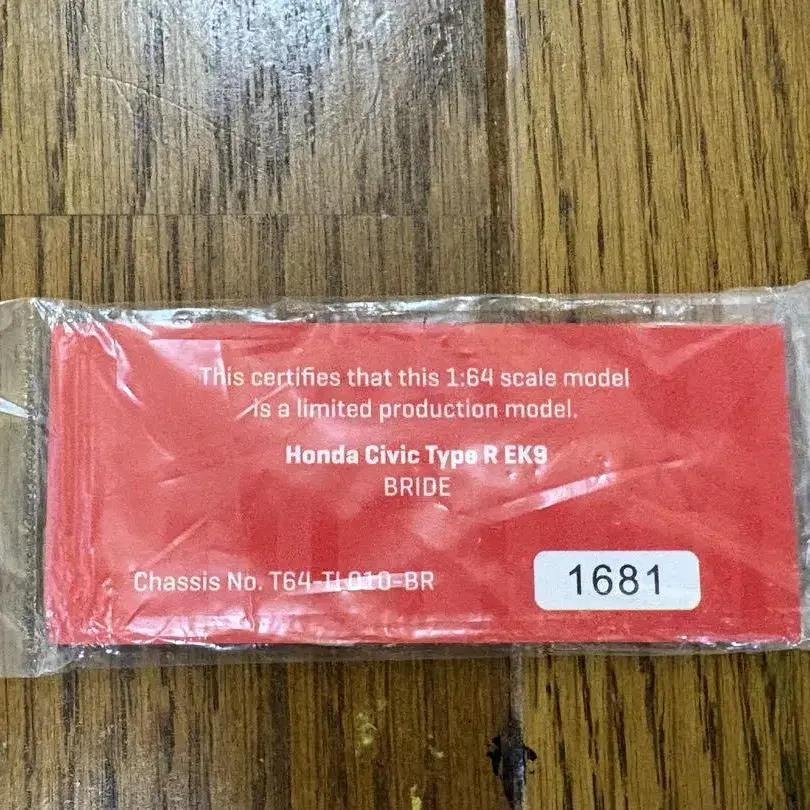 This certifies that this 1:64 scale model
is a limited production model.
Honda Civic Type R EK9
BRIDE
Chassis No. T64-TL010-BR
1681